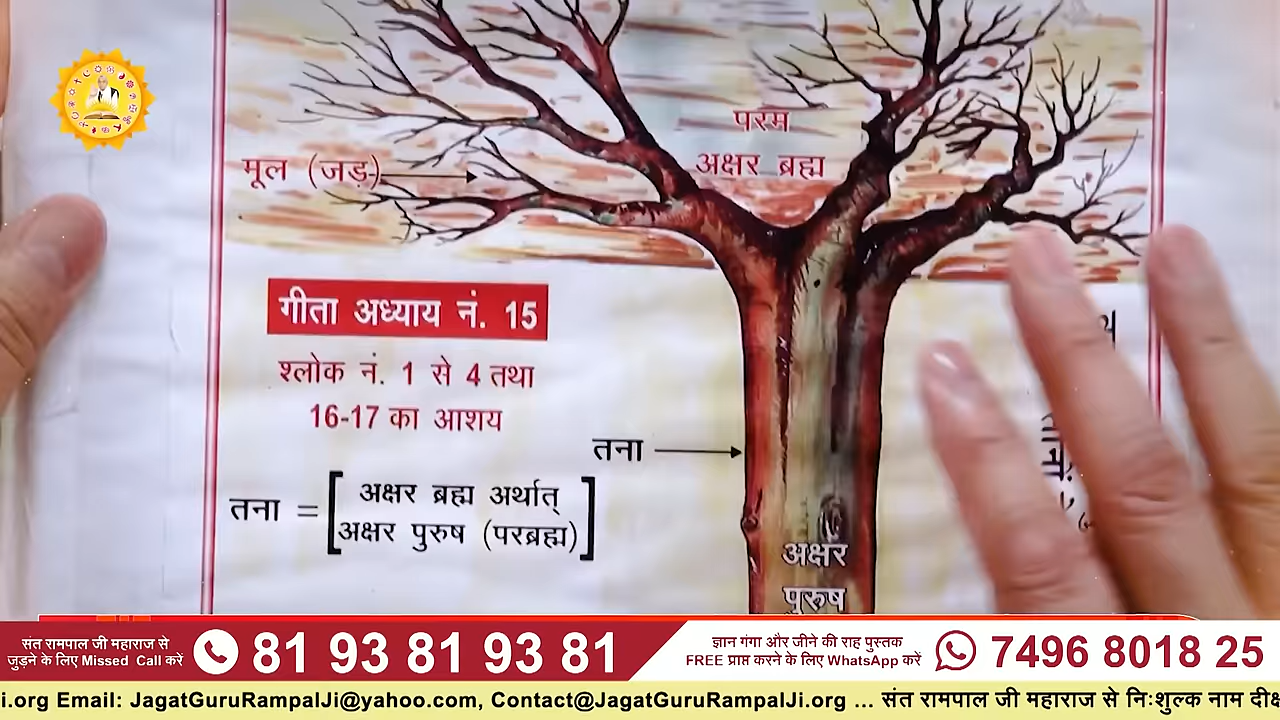 परम
अक्षर ब्रह्म
मूल (जड़)
गीता अध्याय नं. 15
श्लोक नं. 1 से 4 तथा
16-17 का आशय
तना
तना = [अक्षर ब्रह्म अर्थात्
अक्षर पुरुष (परब्रह्म)]
अक्षर
पुरुष
संत रामपाल जी महाराज से
जुड़ने के लिए Missed Call करें
81 93 81 93 81
ज्ञान गंगा और जीने की राह पुस्तक
FREE प्राप्त करने के लिए WhatsApp करें
7496 8018 25
i.org Email: JagatGuruRampalJi@yahoo.com, Contact@JagatGuruRampalJi.org ... संत रामपाल जी महाराज से निःशुल्क नाम